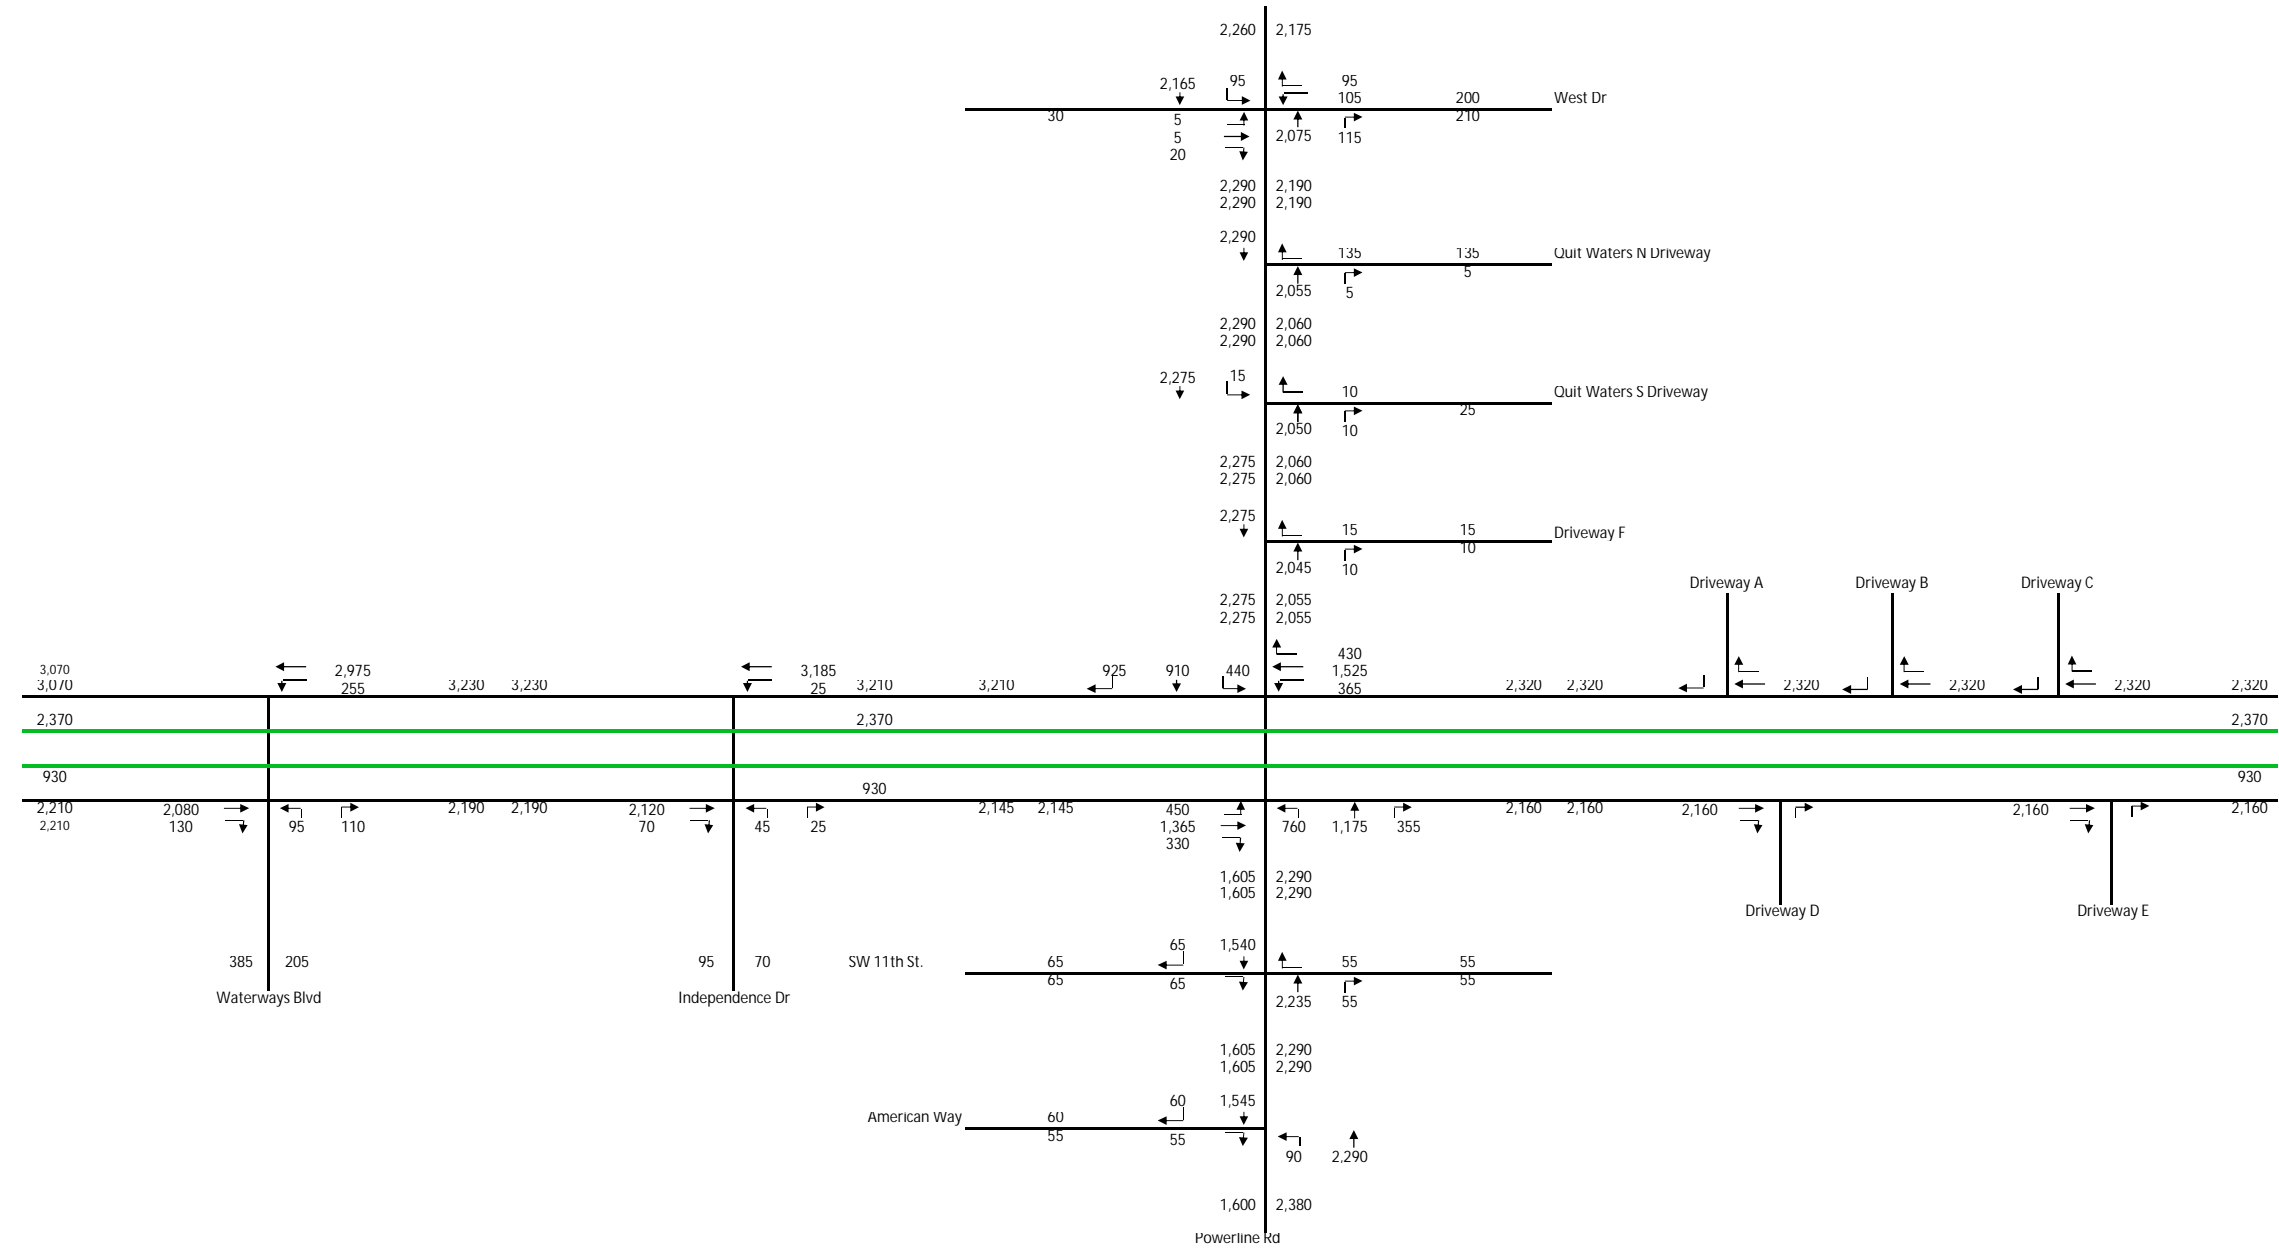 2,260 2,175
2,165 95 95
105 200 West Dr
30 5 210
5 2,075 115
20
2,290 2,190
2,290 2,190
2,290
135 135 Quit Waters N Driveway
5
2,055 5
2,290 2,060
2,290 2,060
2,275 15
10 Quit Waters S Driveway
25
2,050 10
2,275 2,060
2,275 2,060
2,275
15 15 Driveway F
10
2,045 10
Driveway A Driveway B Driveway C
2,275 2,055
2,275 2,055
430
3,070 2,975 3,185 925 910 440 1,525
3,070 255 3,230 3,230 25 3,210 3,210 365 2,320 2,320 2,320 2,320 2,320 2,320
2,370 2,370 2,370
930 930
930
2,210 2,080 2,190 2,190 2,120 2,145 2,145 450 2,160 2,160 2,160 2,160 2,160
2,210 130 95 110 70 45 25 1,365 760 1,175 355
330
1,605 2,290
1,605 2,290
Driveway D Driveway E
65 1,540
385 205 95 70 SW 11th St. 65 55 55
65 65 55
Waterways Blvd Independence Dr 2,235 55
1,605 2,290
1,605 2,290
60 1,545
American Way 60
55 55
90 2,290
1,600 2,380
Powerline Rd